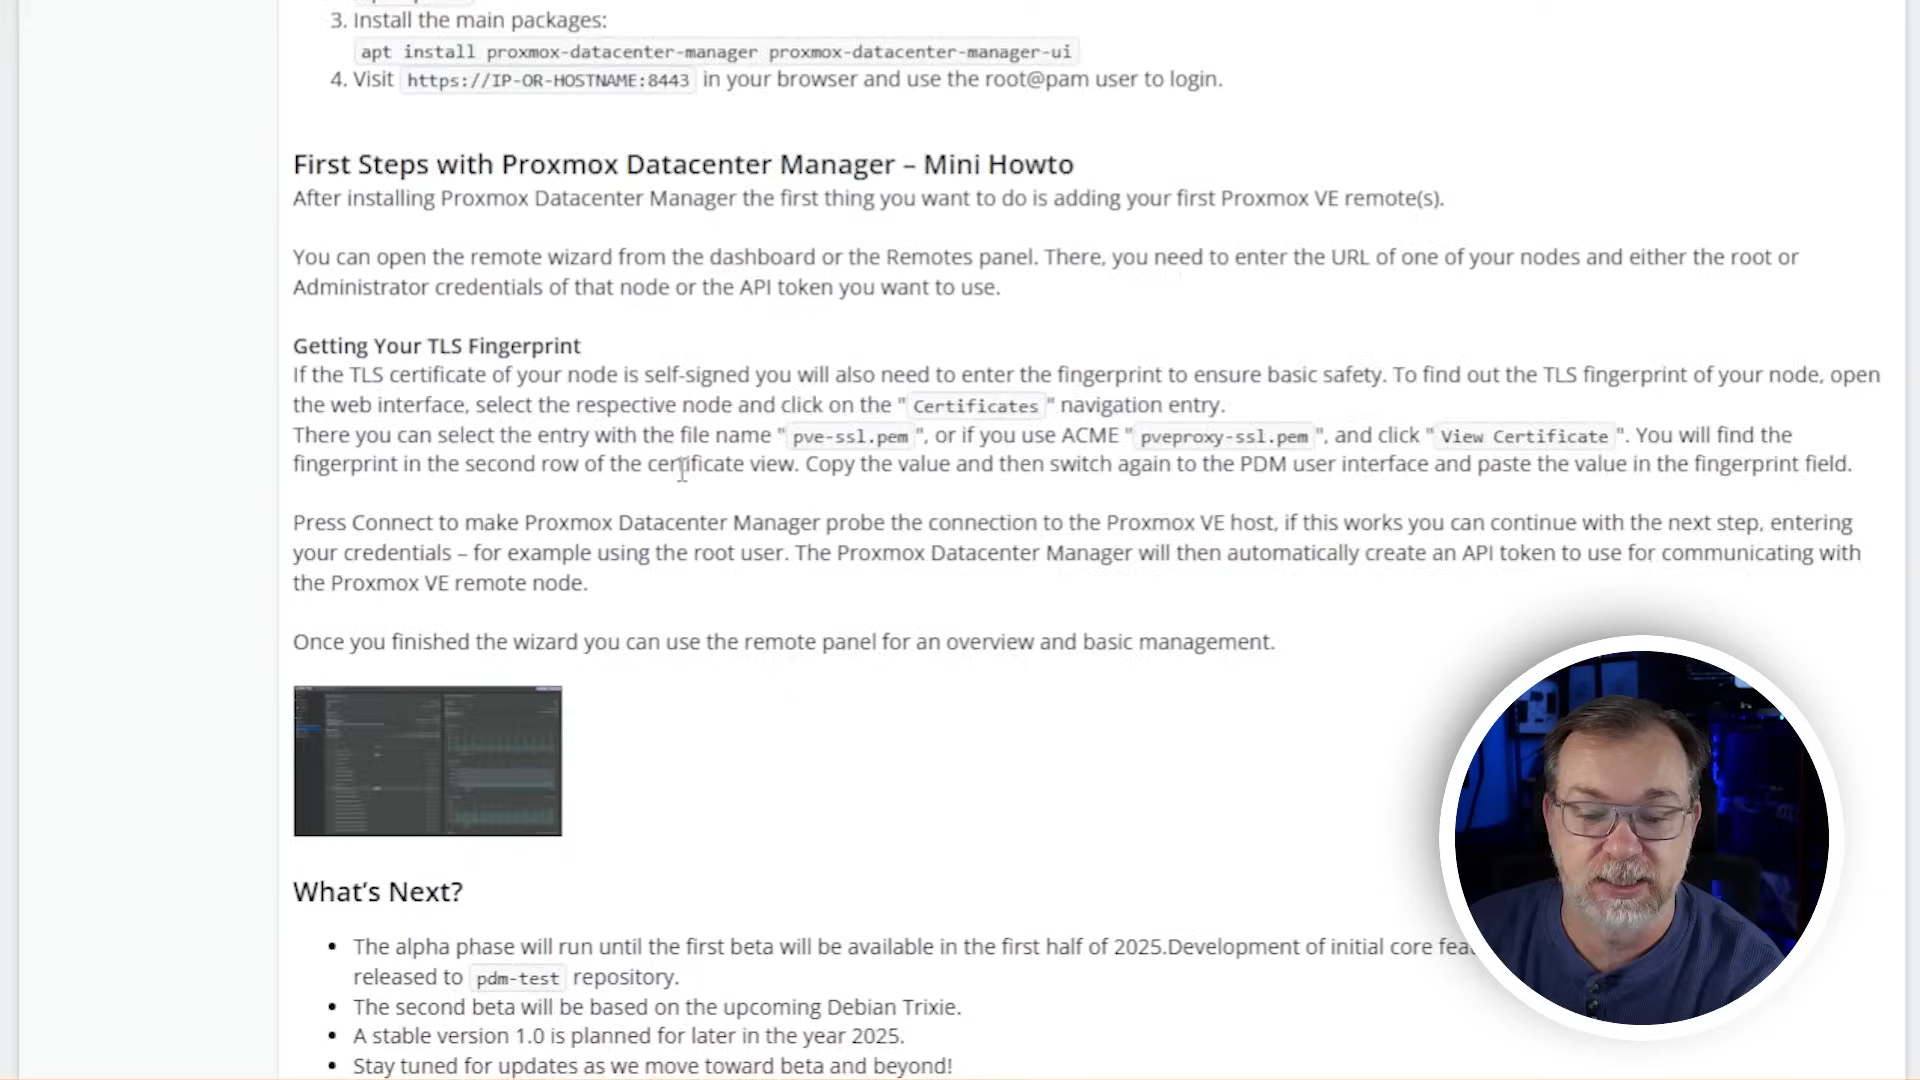 3. Install the main packages:
apt install proxmox-datacenter-manager proxmox-datacenter-manager-ui
4. Visit https://IP-OR-HOSTNAME:8443 in your browser and use the root@pam user to login.
First Steps with Proxmox Datacenter Manager – Mini Howto
After installing Proxmox Datacenter Manager the first thing you want to do is adding your first Proxmox VE remote(s).
You can open the remote wizard from the dashboard or the Remotes panel. There, you need to enter the URL of one of your nodes and either the root or
Administrator credentials of that node or the API token you want to use.
Getting Your TLS Fingerprint
If the TLS certificate of your node is self-signed you will also need to enter the fingerprint to ensure basic safety. To find out the TLS fingerprint of your node, open
the web interface, select the respective node and click on the "Certificates" navigation entry.
There you can select the entry with the file name "pve-ssl.pem", or if you use ACME "pveproxy-ssl.pem", and click "View Certificate". You will find the
fingerprint in the second row of the certificate view. Copy the value and then switch again to the PDM user interface and paste the value in the fingerprint field.
Press Connect to make Proxmox Datacenter Manager probe the connection to the Proxmox VE host, if this works you can continue with the next step, entering
your credentials – for example using the root user. The Proxmox Datacenter Manager will then automatically create an API token to use for communicating with
the Proxmox VE remote node.
Once you finished the wizard you can use the remote panel for an overview and basic management.
What's Next?
• The alpha phase will run until the first beta will be available in the first half of 2025.Development of initial core
released to pdm-test repository.
• The second beta will be based on the upcoming Debian Trixie.
• A stable version 1.0 is planned for later in the year 2025.
• Stay tuned for updates as we move toward beta and beyond!